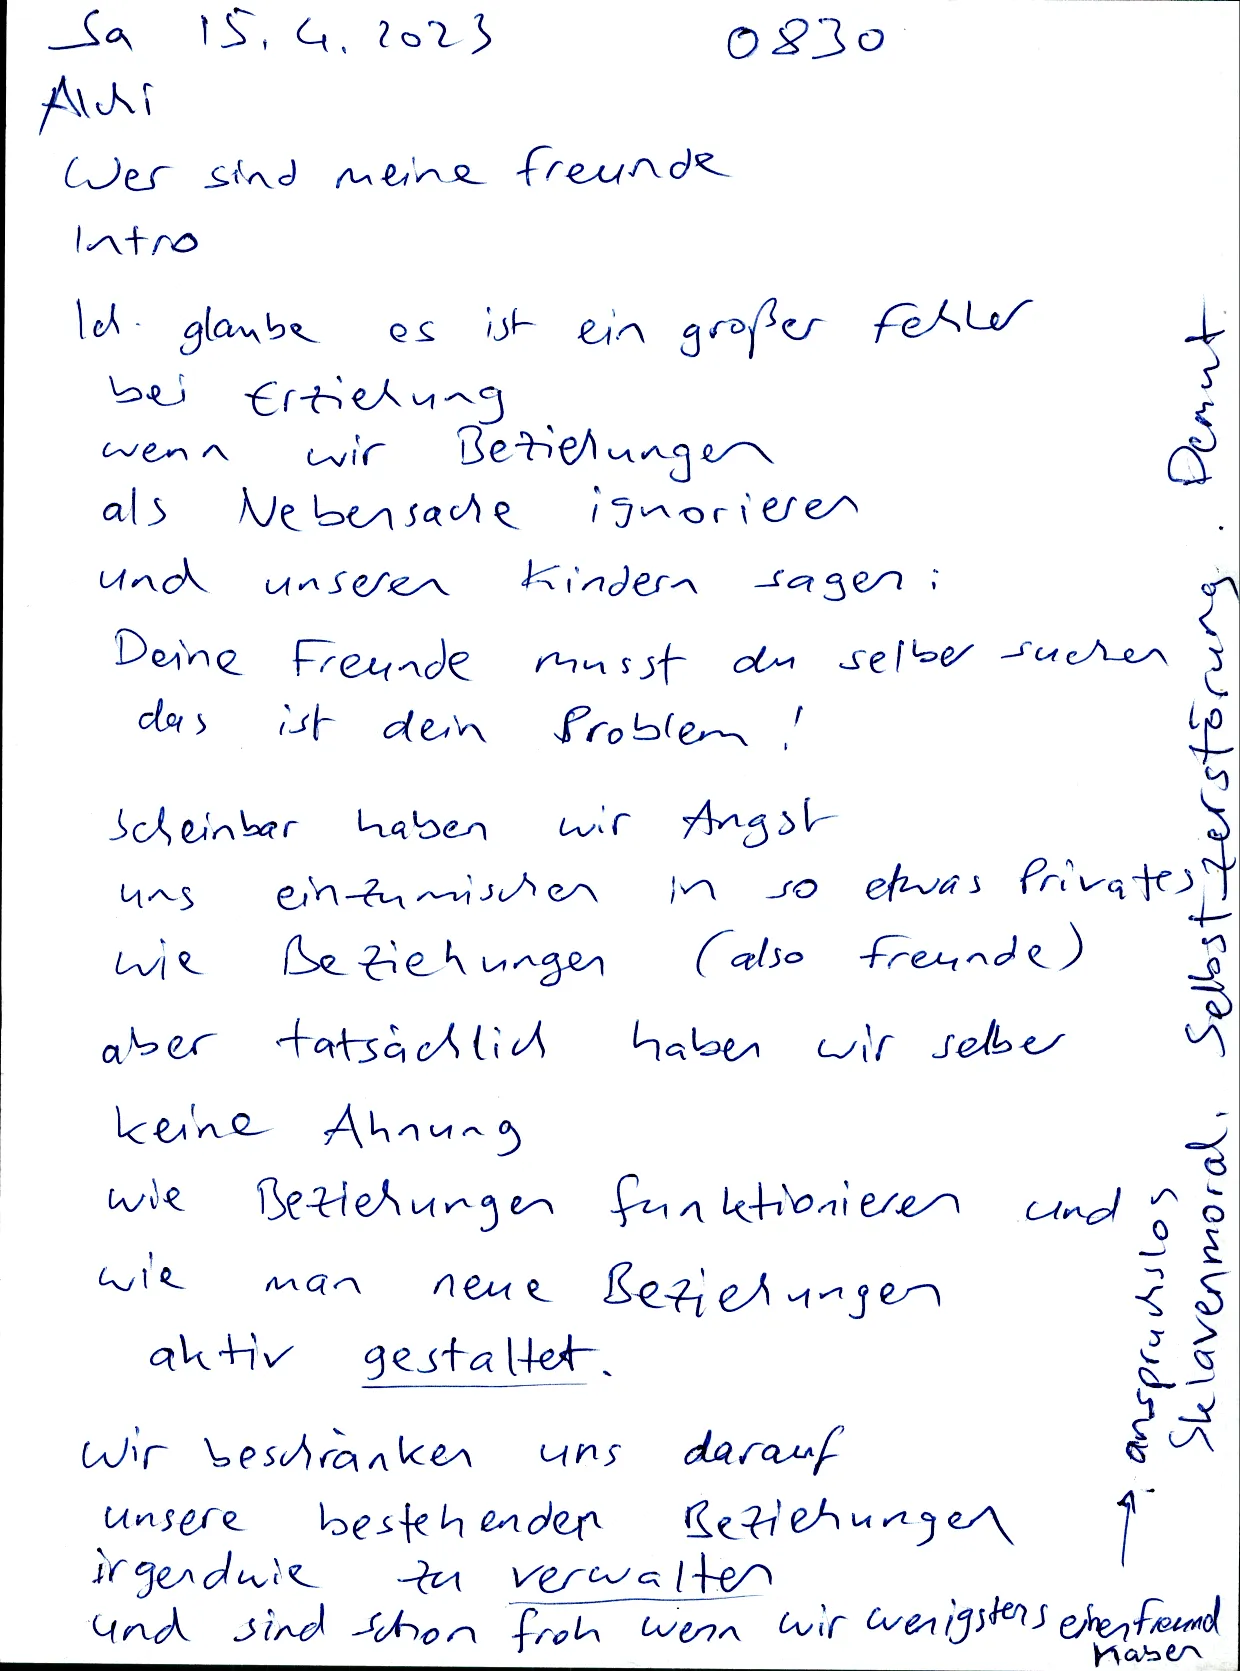 Sa 15.4.2023 0830
Alchi
Wer sind meine Freunde
Intro
Ich glaube es ist ein großer Fehler
bei Erziehung
wenn wir Beziehungen
als Nebensache ignorieren
und unseren Kindern sagen:
Deine Freunde musst du selber suchen
das ist dein Problem!
scheinbar haben wir Angst
uns einzumischen in so etwas Privates
wie Beziehungen (also Freunde)
aber tatsächlich haben wir selber
keine Ahnung
wie Beziehungen funktionieren und
wie man neue Beziehungen
aktiv gestaltet.
wir beschränken uns darauf
unsere bestehenden Beziehungen
irgendwie zu verwalten
und sind schon froh wenn wir wenigstens einen Freund
haben
→ anspruchslos
Sklavenmoral. Selbstzerstörung. Demut.